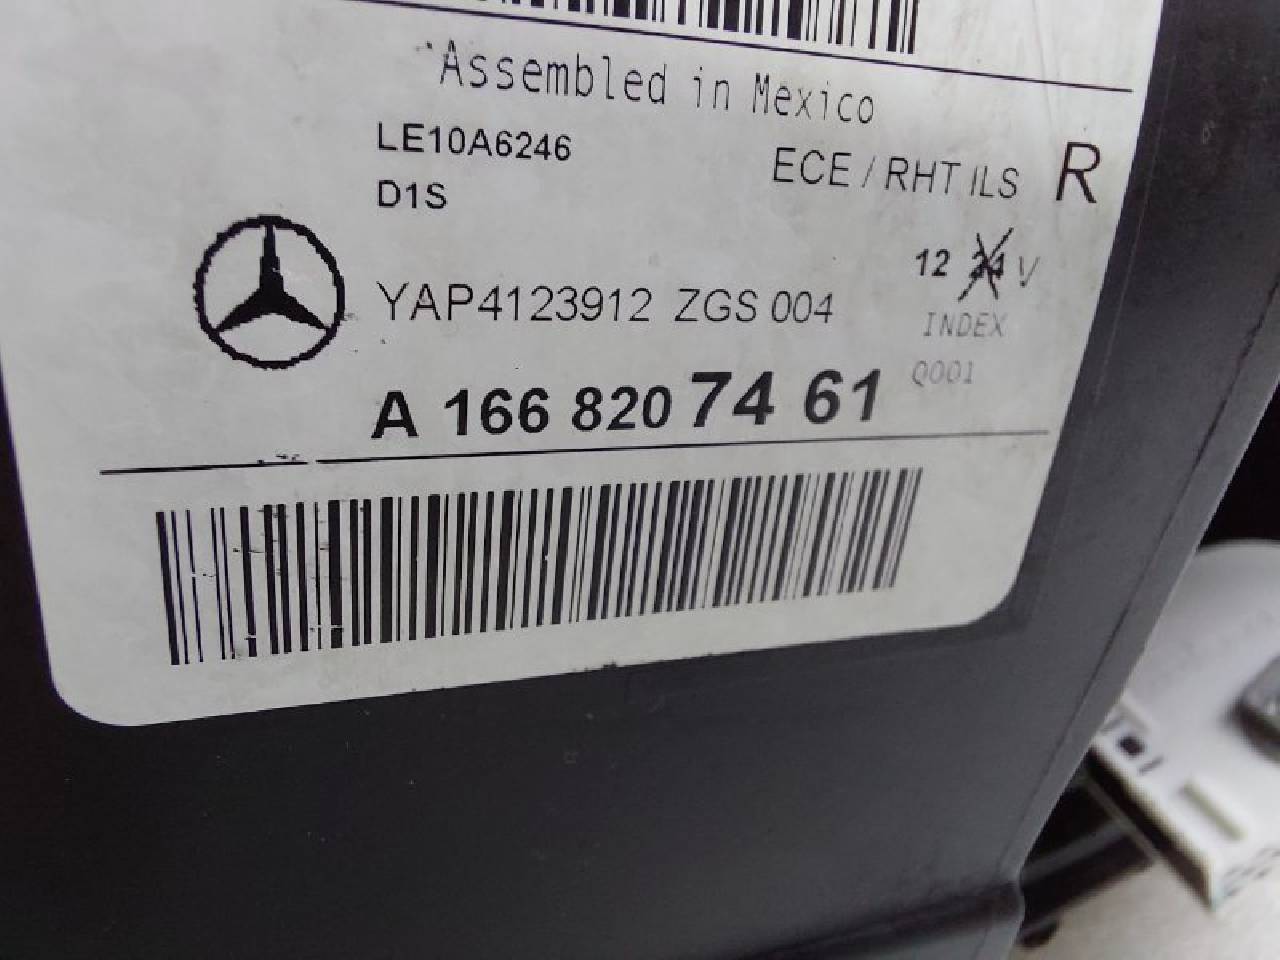 Assembled in Mexico
LE10A6246
ECE / RHT ILS R
D1S
12 24 V
YAP4123912 ZGS 004
INDEX
Q001
A 166 820 74 61